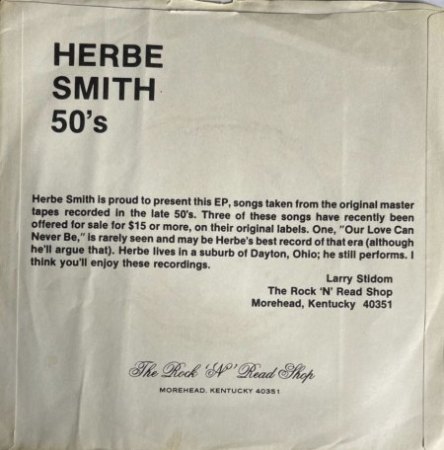 HERBE
SMITH
50's
Herbe Smith is proud to present this EP, songs taken from the original master
tapes recorded in the late 50's. Three of these songs have recently been
offered for sale for $15 or more, on their original labels. One, "Our Love Can
Never Be," is rarely seen and may be Herbe's best record of that era (although
he'll argue that). Herbe lives in a suburb of Dayton, Ohio; he still performs. I
think you'll enjoy these recordings.
Larry Stidom
The Rock 'N' Read Shop
Morehead, Kentucky 40351
The Rock 'N' Read Shop
MOREHEAD, KENTUCKY 40351